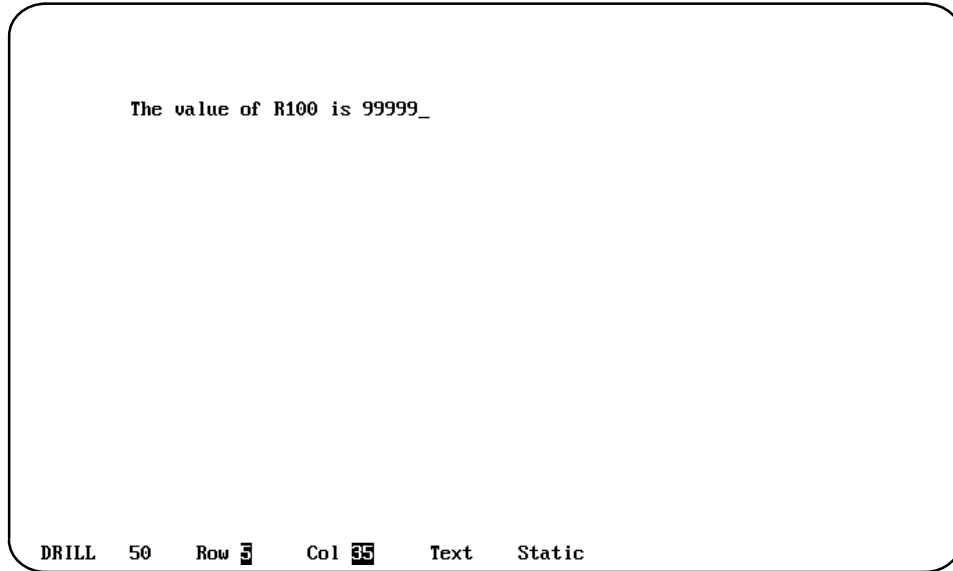 The value of R100 is 99999_
DRILL 50 Row 5 Col 35 Text Static